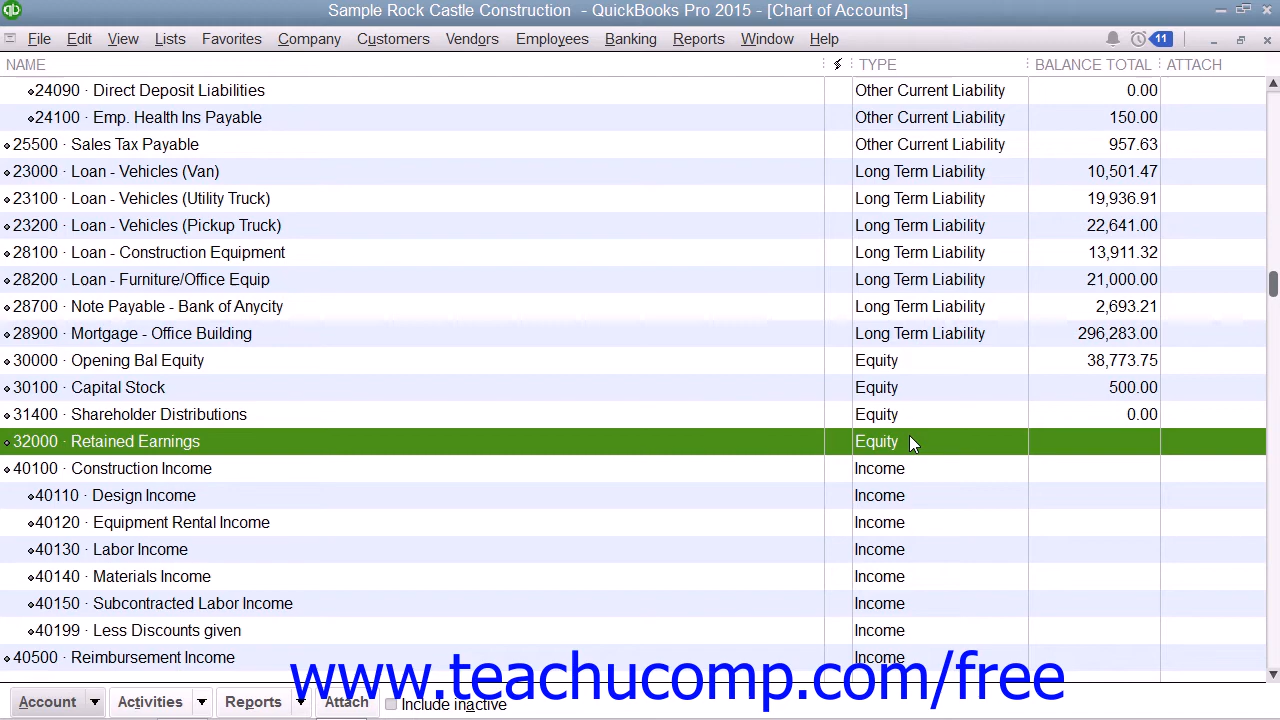 Sample Rock Castle Construction - QuickBooks Pro 2015 - [Chart of Accounts]
File Edit View Lists Favorites Company Customers Vendors Employees Banking Reports Window Help 11
NAME TYPE BALANCE TOTAL ATTACH
24090 · Direct Deposit Liabilities Other Current Liability 0.00
24100 · Emp. Health Ins Payable Other Current Liability 150.00
25500 · Sales Tax Payable Other Current Liability 957.63
23000 · Loan - Vehicles (Van) Long Term Liability 10,501.47
23100 · Loan - Vehicles (Utility Truck) Long Term Liability 19,936.91
23200 · Loan - Vehicles (Pickup Truck) Long Term Liability 22,641.00
28100 · Loan - Construction Equipment Long Term Liability 13,911.32
28200 · Loan - Furniture/Office Equip Long Term Liability 21,000.00
28700 · Note Payable - Bank of Anycity Long Term Liability 2,693.21
28900 · Mortgage - Office Building Long Term Liability 296,283.00
30000 · Opening Bal Equity Equity 38,773.75
30100 · Capital Stock Equity 500.00
31400 · Shareholder Distributions Equity 0.00
32000 · Retained Earnings Equity
40100 · Construction Income Income
40110 · Design Income Income
40120 · Equipment Rental Income Income
40130 · Labor Income Income
40140 · Materials Income Income
40150 · Subcontracted Labor Income Income
40199 · Less Discounts given Income
40500 · Reimbursement Income Income
www.teachucomp.com/free
Account Activities Reports Attach Include inactive